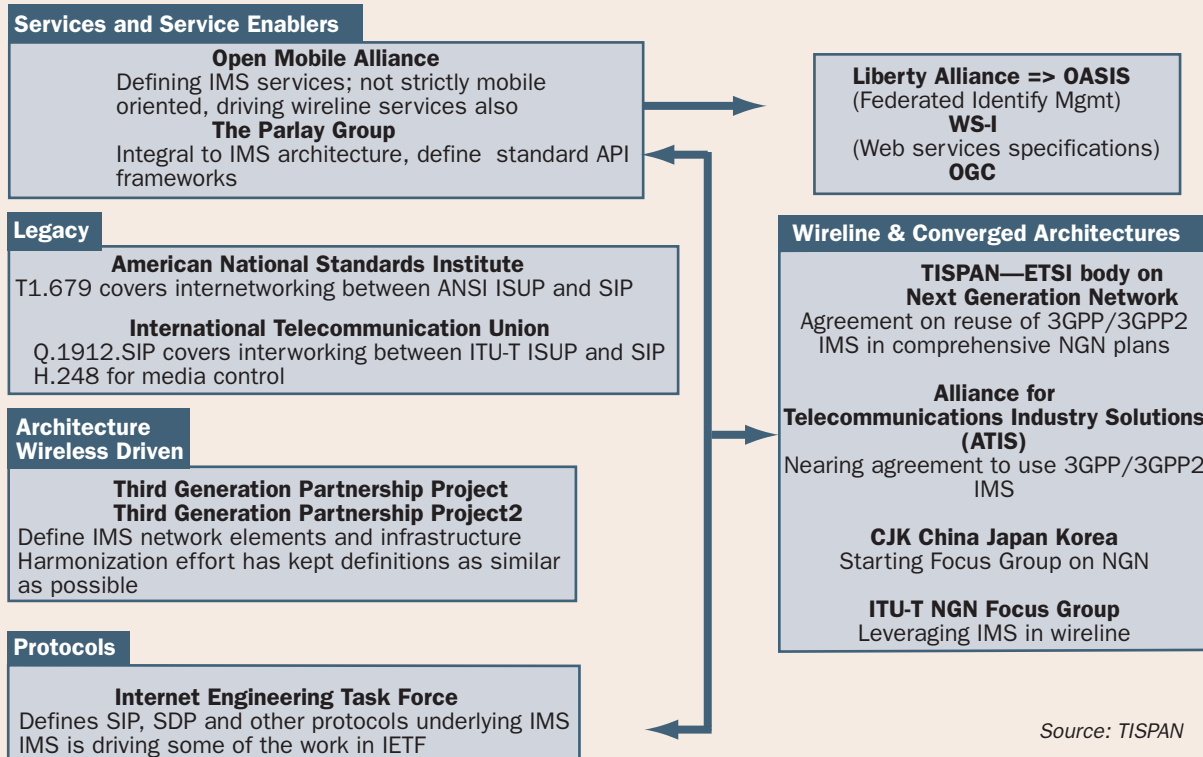 Services and Service Enablers
Open Mobile Alliance
Defining IMS services; not strictly mobile
oriented, driving wireline services also
The Parlay Group
Integral to IMS architecture, define standard API
frameworks
Liberty Alliance => OASIS
(Federated Identify Mgmt)
WS-I
(Web services specifications)
OGC
Legacy
American National Standards Institute
T1.679 covers internetworking between ANSI ISUP and SIP
International Telecommunication Union
Q.1912.SIP covers interworking between ITU-T ISUP and SIP
H.248 for media control
Architecture
Wireless Driven
Third Generation Partnership Project
Third Generation Partnership Project2
Define IMS network elements and infrastructure
Harmonization effort has kept definitions as similar
as possible
Protocols
Internet Engineering Task Force
Defines SIP, SDP and other protocols underlying IMS
IMS is driving some of the work in IETF
Wireline & Converged Architectures
TISPAN—ETSI body on
Next Generation Network
Agreement on reuse of 3GPP/3GPP2
IMS in comprehensive NGN plans
Alliance for
Telecommunications Industry Solutions
(ATIS)
Nearing agreement to use 3GPP/3GPP2
IMS
CJK China Japan Korea
Starting Focus Group on NGN
ITU-T NGN Focus Group
Leveraging IMS in wireline
Source: TISPAN